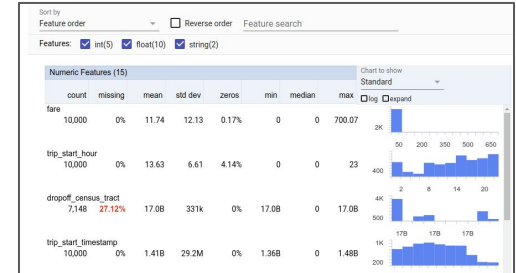 Sort by
Feature order Reverse order Feature search
Features: int(5) float(10) string(2)
Numeric Features (15) Chart to show
Standard
count missing mean std dev zeros min median max log expand
fare
10,000 0% 11.74 12.13 0.17% 0 0 700.07
2K
50 200 350 500 650
trip_start_hour
10,000 0% 13.63 6.61 4.14% 0 0 23
400
2 8 14 20
dropoff_census_tract
7,148 27.12% 17.0B 331k 0% 17.0B 0 17.0B
4K
500
17B 17B 17B
trip_start_timestamp
10,000 0% 1.41B 29.2M 0% 1.36B 0 1.48B
1K
200